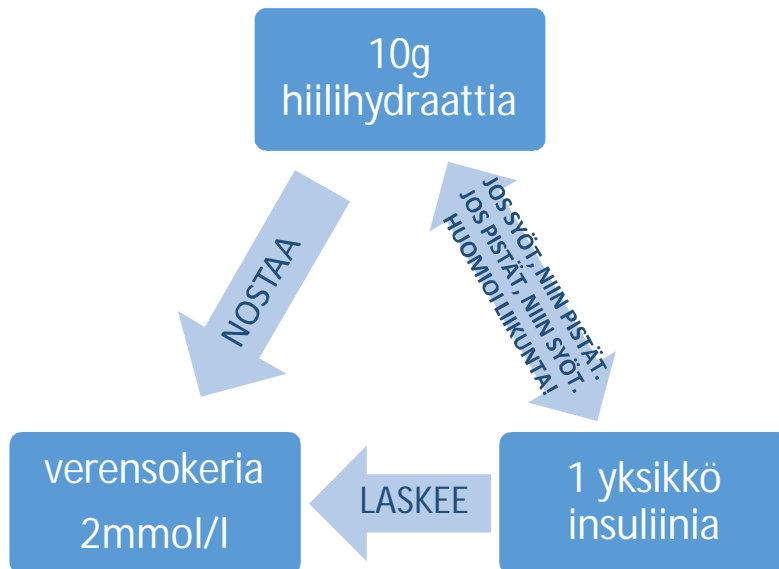 10g
hiilihydraattia
NOSTAA
JOS SYÖT, NIIN PISTÄT.
JOS PISTÄT, NIIN SYÖT.
HUOMIOI LIIKUNTA!
verensokeria
2mmol/l
LASKEE
1 yksikkö
insuliinia